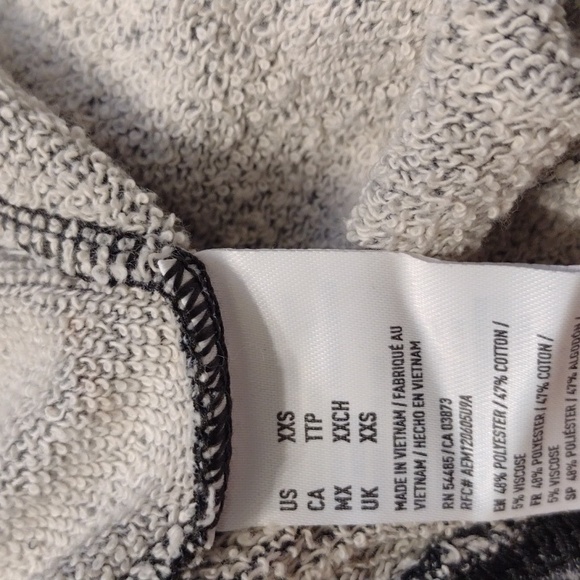 US XXS
CA TTP
MX XXCH
UK XXS
MADE IN VIETNAM / FABRIQUÉ AU
VIETNAM / HECHO EN VIETNAM
RN 54485 / CA 03873
RFC# AEM120605U9A
EN 48% POLYESTER / 47% COTTON /
5% VISCOSE
FR 48% POLYESTER / 47% COTON /
5% VISCOSE
SP 48% POLIÉSTER / 47% ALGODÓN